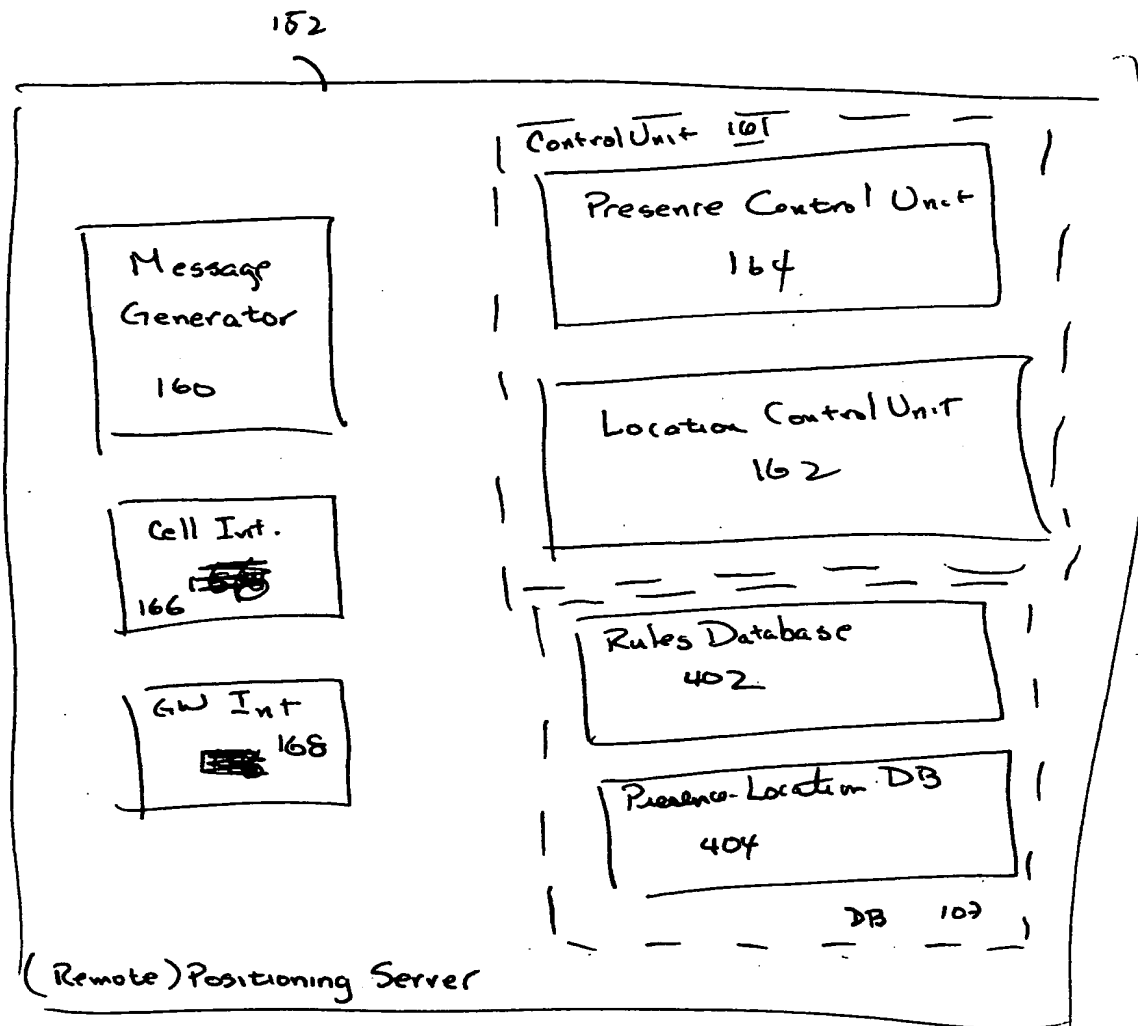 152
Control Unit 161
Presence Control Unit
164
Message
Generator
160
Location Control Unit
162
Cell Int.
166
GW Int
168
Rules Database
402
Presence-Location DB
404
DB 107
(Remote) Positioning Server